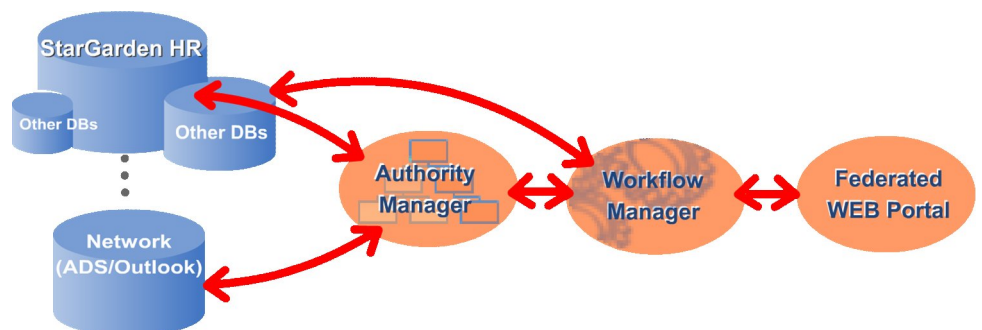 StarGarden HR
Other DBs
Other DBs
Network
(ADS/Outlook)
Authority
Manager
Workflow
Manager
Federated
WEB Portal